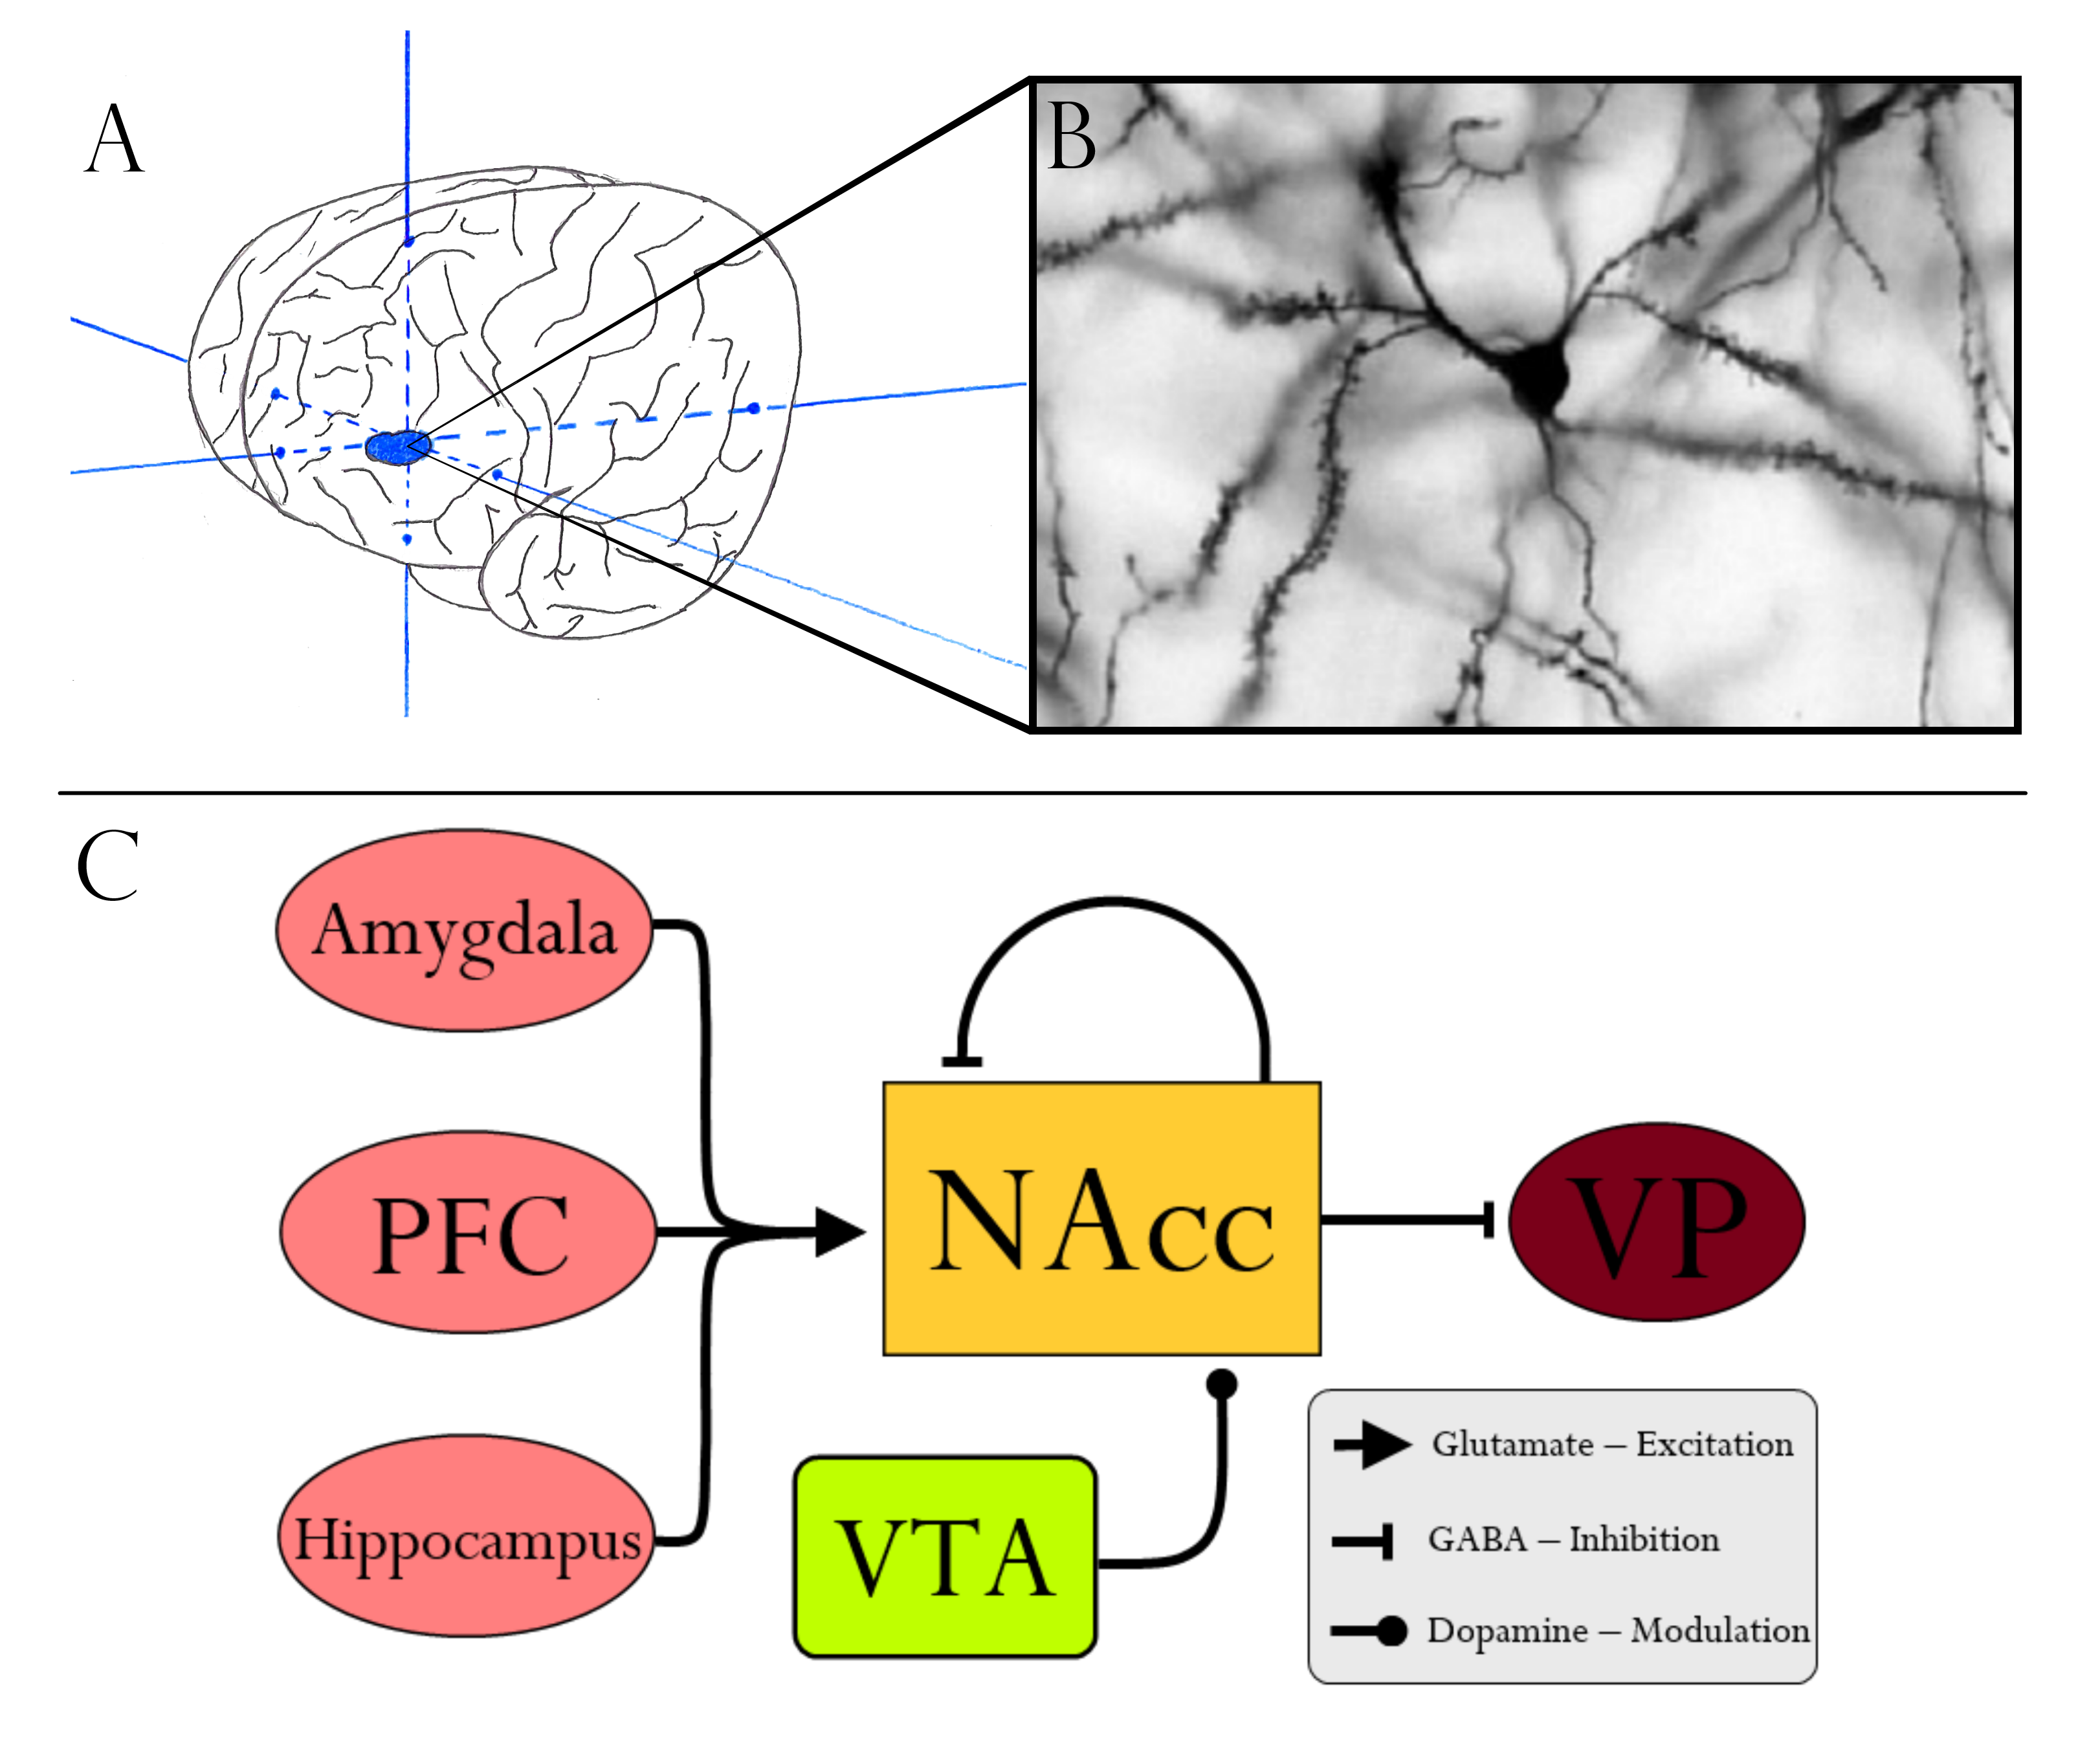 A
B
C
Amygdala
PFC
Hippocampus
NAcc
VP
VTA
Glutamate – Excitation
GABA – Inhibition
Dopamine – Modulation